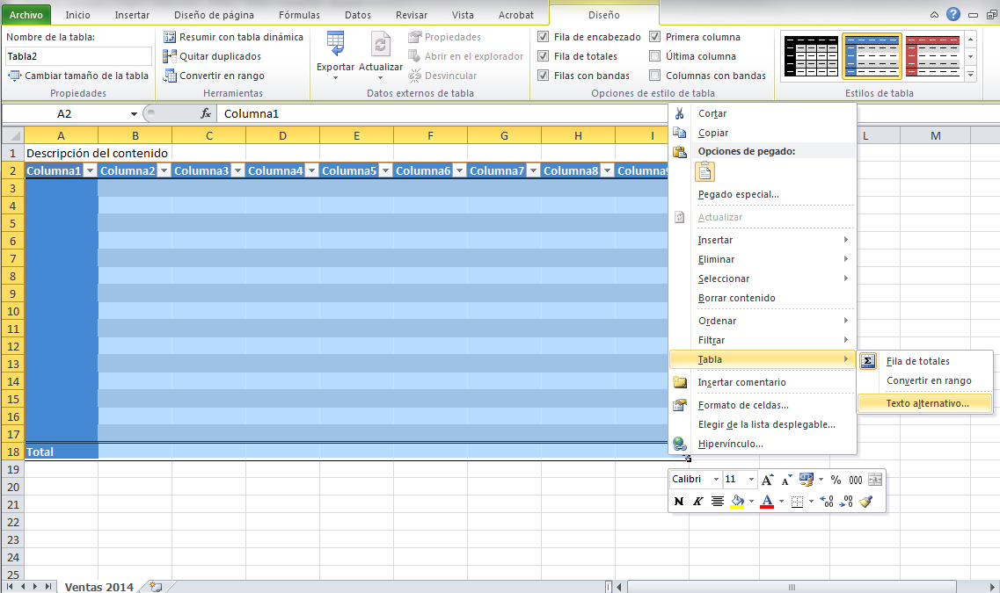 Archivo Inicio Insertar Diseño de página Fórmulas Datos Revisar Vista Acrobat Diseño
Nombre de la tabla:
Tabla2
Cambiar tamaño de la tabla
Propiedades
Resumir con tabla dinámica
Quitar duplicados
Convertir en rango
Herramientas
Exportar Actualizar
Propiedades
Abrir en el explorador
Desvincular
Datos externos de tabla
Fila de encabezado Primera columna
Fila de totales Última columna
Filas con bandas Columnas con bandas
Opciones de estilo de tabla
Estilos de tabla
A2 fx Columna1
A B C D E F G H I L M
1 Descripción del contenido
2 Columna1 Columna2 Columna3 Columna4 Columna5 Columna6 Columna7 Columna8 Columna9
3
4
5
6
7
8
9
10
11
12
13
14
15
16
17
18 Total
19
20
21
22
23
24
25
Cortar
Copiar
Opciones de pegado:
Pegado especial...
Actualizar
Insertar
Eliminar
Seleccionar
Borrar contenido
Ordenar
Filtrar
Tabla
Insertar comentario
Formato de celdas...
Elegir de la lista desplegable...
Hipervínculo...
Fila de totales
Convertir en rango
Texto alternativo...
Calibri 11 A A % 000
N K A
Ventas 2014